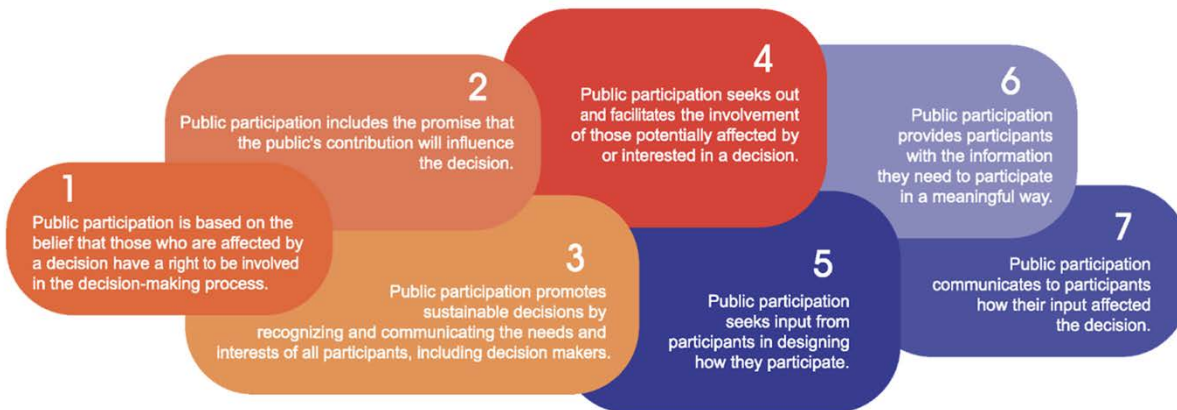 1
Public participation is based on the
belief that those who are affected by
a decision have a right to be involved
in the decision-making process.
2
Public participation includes the promise that
the public's contribution will influence
the decision.
3
Public participation promotes
sustainable decisions by
recognizing and communicating the needs and
interests of all participants, including decision makers.
4
Public participation seeks out
and facilitates the involvement
of those potentially affected by
or interested in a decision.
5
Public participation
seeks input from
participants in designing
how they participate.
6
Public participation
provides participants
with the information
they need to participate
in a meaningful way.
7
Public participation
communicates to participants
how their input affected
the decision.